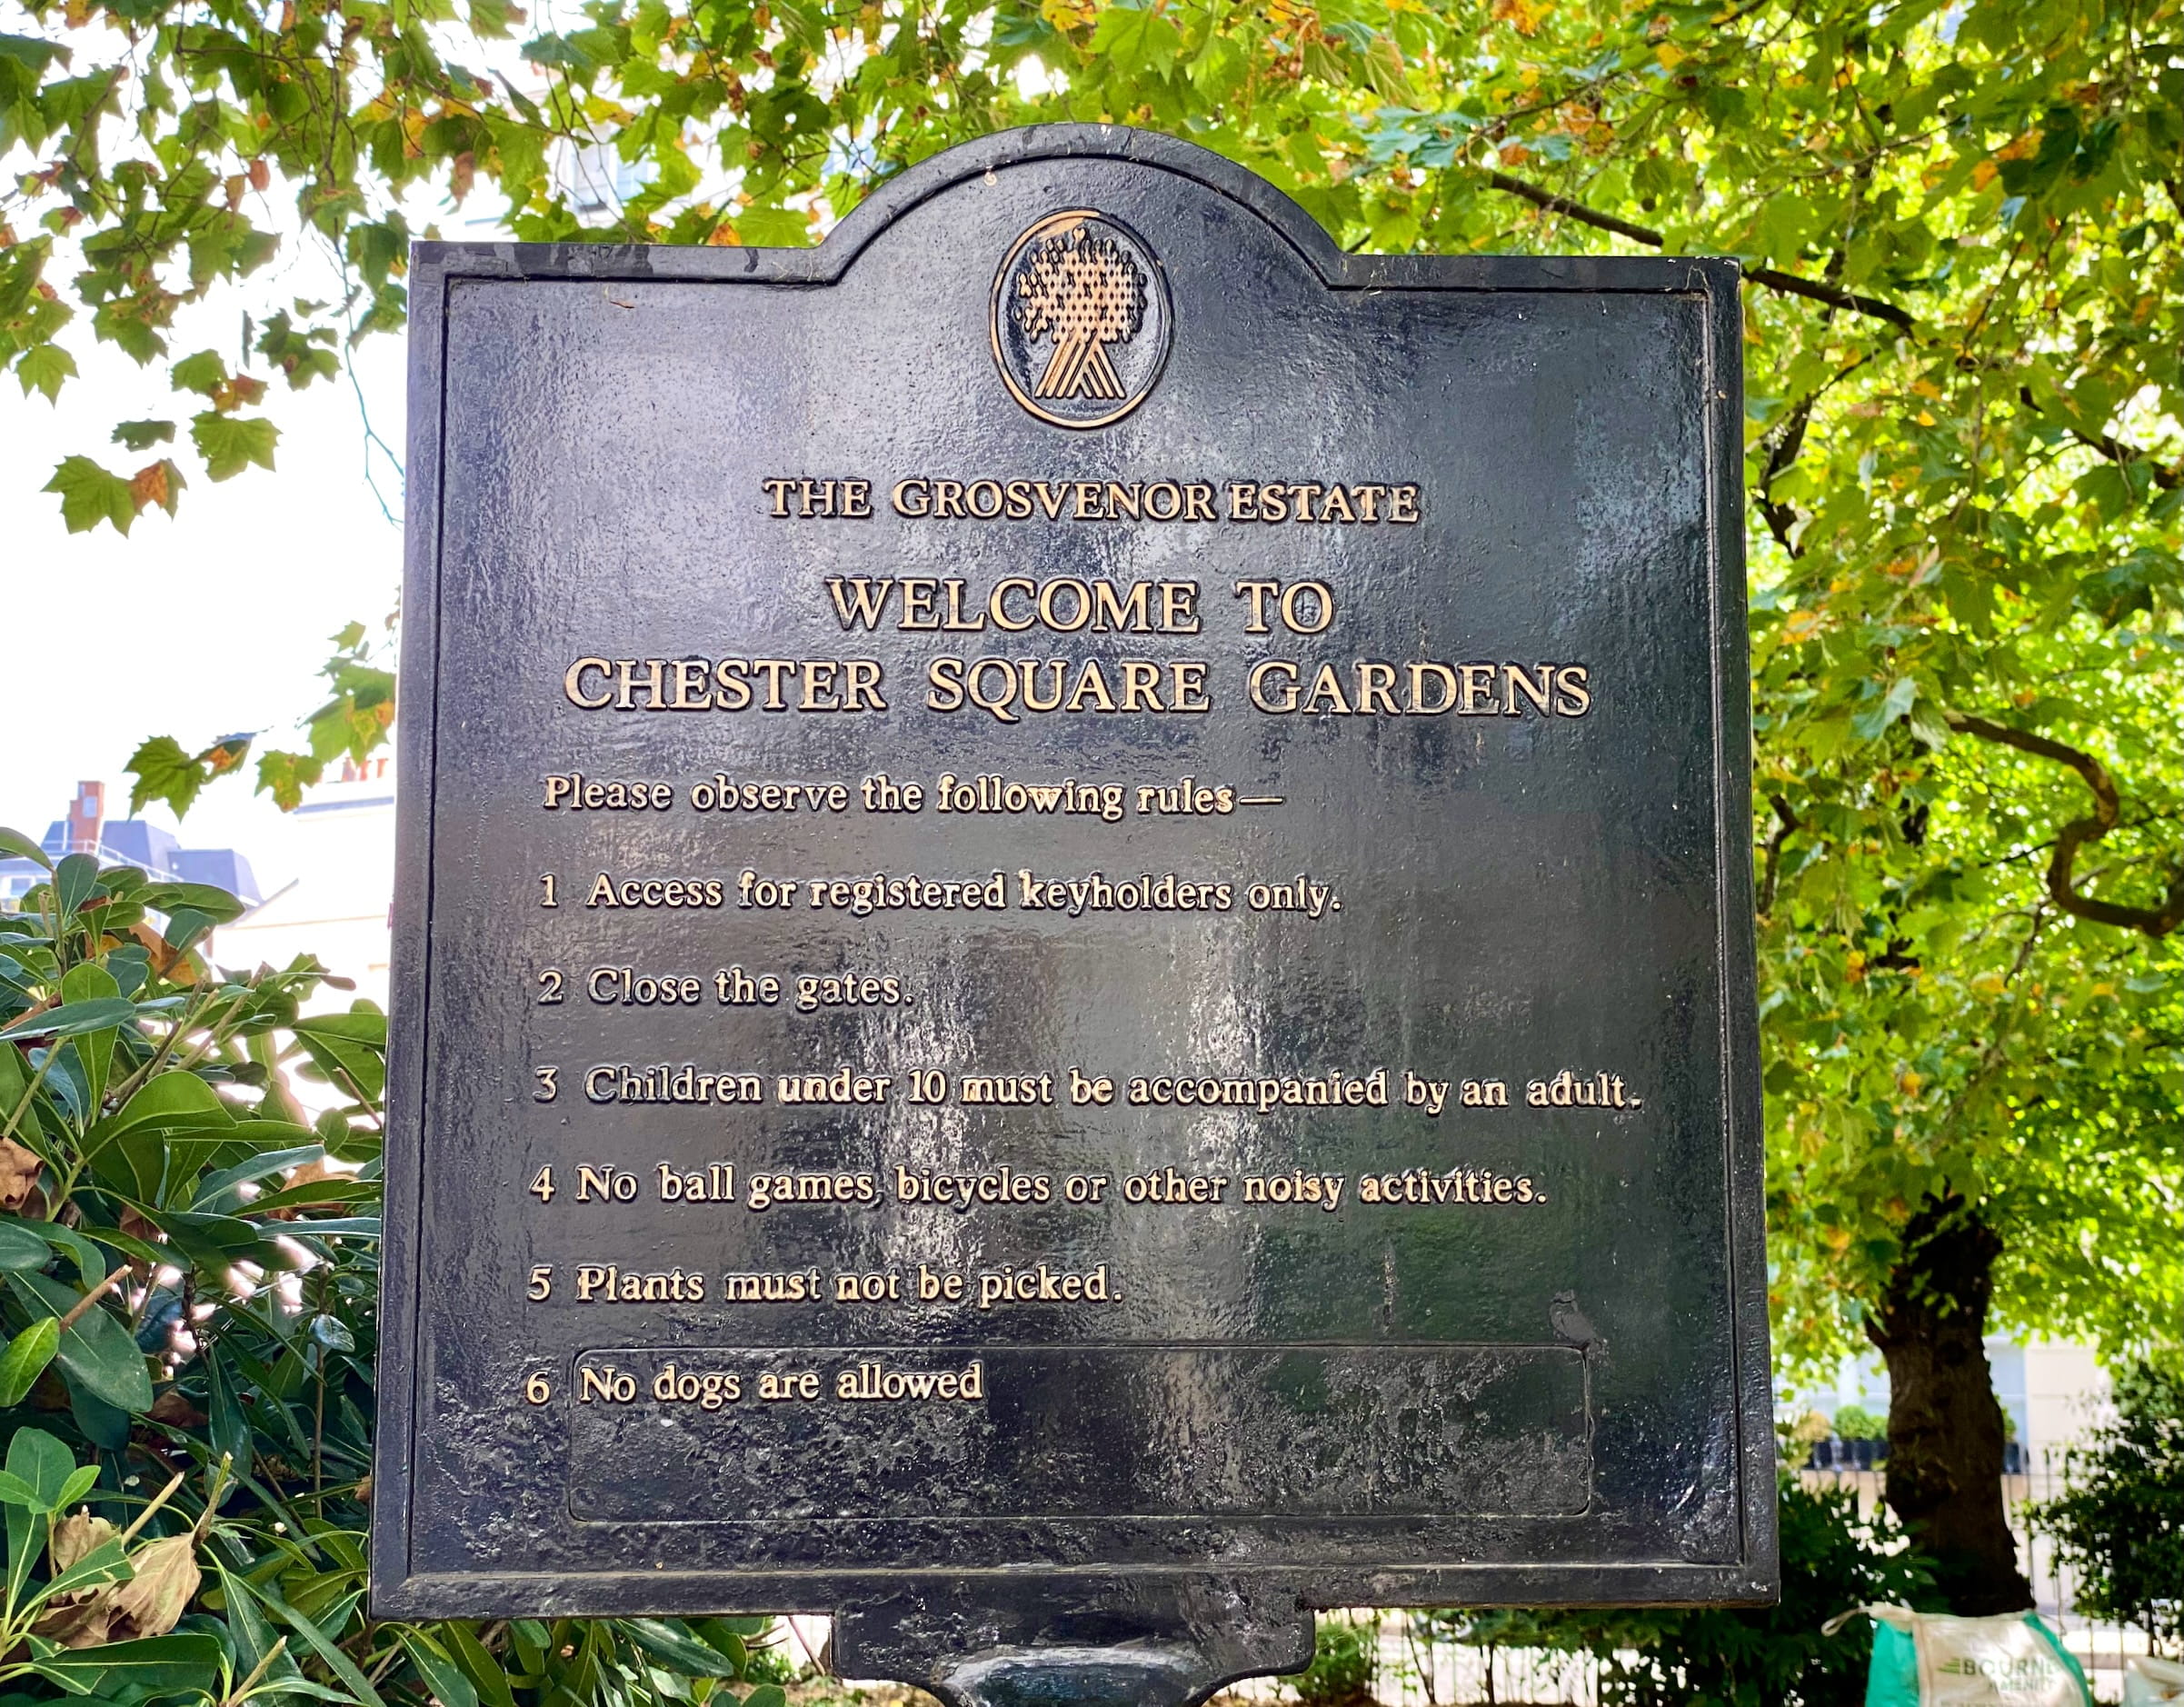 THE GROSVENOR ESTATE
WELCOME TO
CHESTER SQUARE GARDENS
Please observe the following rules—
1 Access for registered keyholders only.
2 Close the gates.
3 Children under 10 must be accompanied by an adult.
4 No ball games, bicycles or other noisy activities.
5 Plants must not be picked.
6 No dogs are allowed